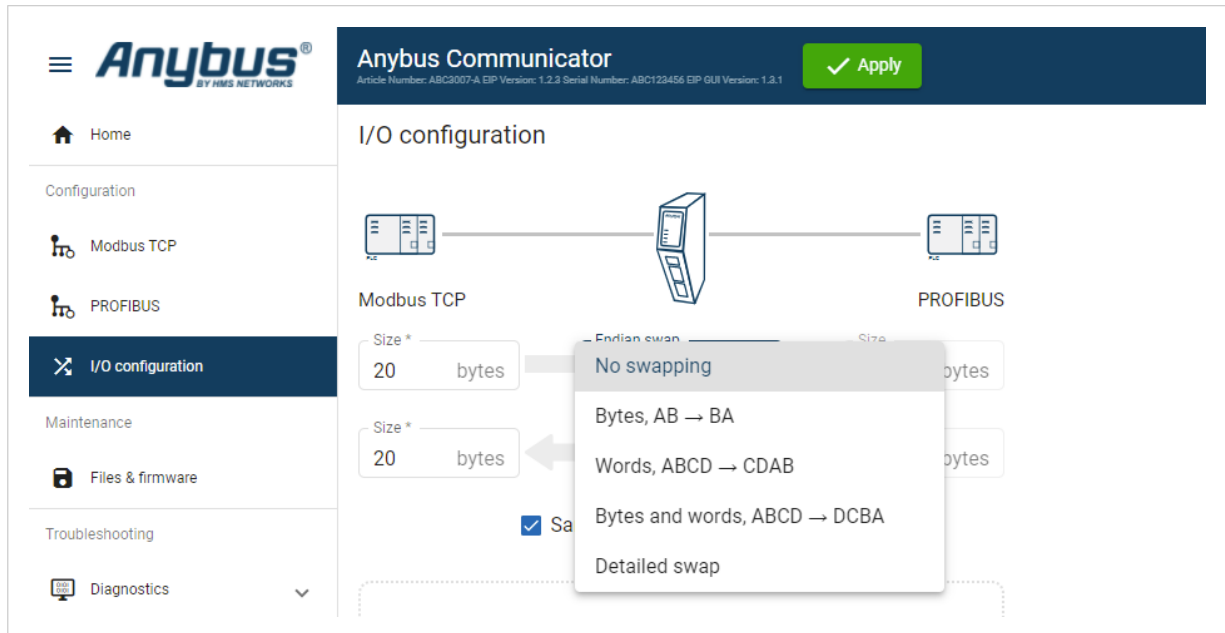 Anybus®
BY HMS NETWORKS
Anybus Communicator
Article Number: ABC3007-A EIP Version: 1.2.3 Serial Number: ABC123456 EIP GUI Version: 1.3.1
Apply
Home
Configuration
Modbus TCP
PROFIBUS
I/O configuration
Maintenance
Files & firmware
Troubleshooting
Diagnostics
I/O configuration
Anybus
PLC
PLC
Modbus TCP
PROFIBUS
Size *
20 bytes
Endian swap
Size
bytes
No swapping
Bytes, AB → BA
Words, ABCD → CDAB
Bytes and words, ABCD → DCBA
Detailed swap
Size *
20 bytes
bytes
Sa